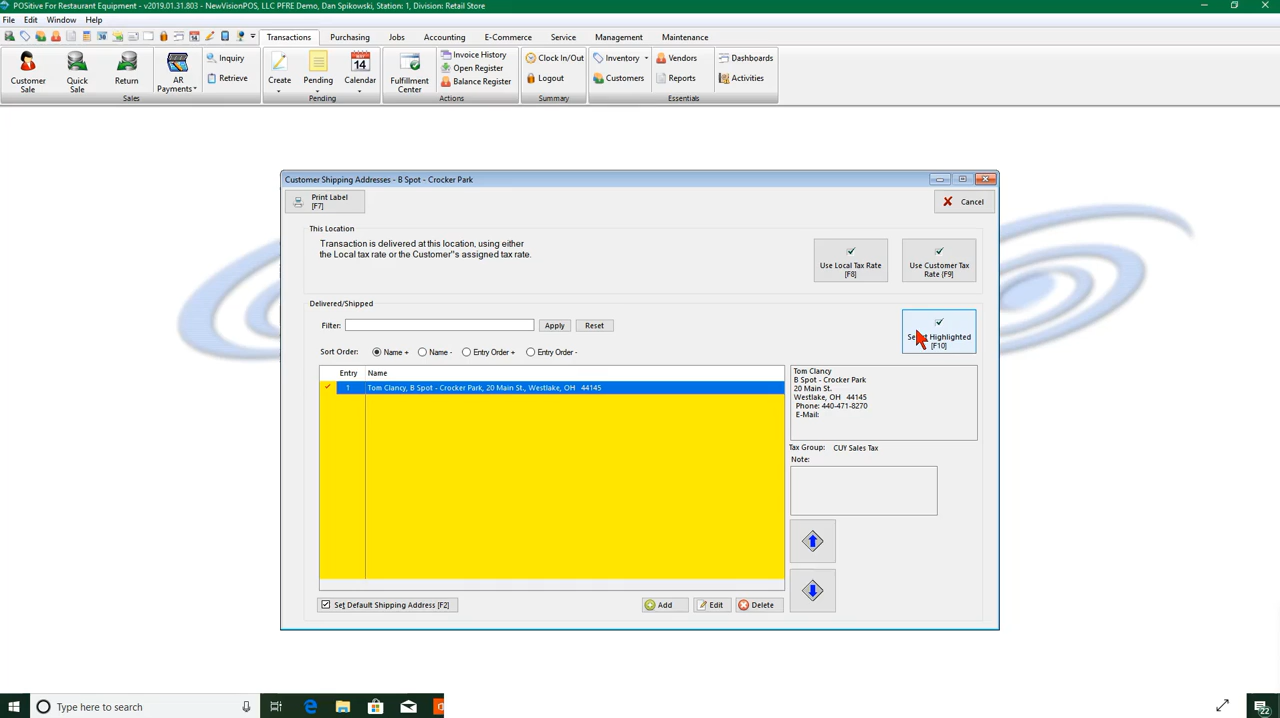 POSitive For Restaurant Equipment - v2019.01.31.803 - NewVisionPOS, LLC PFRE Demo, Dan Spikowski, Station: 1, Division: Retail Store
File Edit Window Help
Transactions Purchasing Jobs Accounting E-Commerce Service Management Maintenance
Customer Sale
Quick Sale
Return
AR Payments
Inquiry
Retrieve
Create
Pending
Calendar
14
Fulfillment Center
Invoice History
Open Register
Balance Register
Clock In/Out
Logout
Inventory
Customers
Vendors
Reports
Dashboards
Activities
Sales Pending Actions Summary Essentials
Customer Shipping Addresses - B Spot - Crocker Park
Print Label
[F7]
Cancel
This Location
Transaction is delivered at this location, using either
the Local tax rate or the Customer"s assigned tax rate.
Use Local Tax Rate
[F8]
Use Customer Tax
Rate [F9]
Delivered/Shipped
Filter: Apply Reset
Highlighted
[F10]
Sort Order: Name + Name - Entry Order + Entry Order -
Entry Name
1 Tom Clancy, B Spot - Crocker Park, 20 Main St., Westlake, OH 44145
Tom Clancy
B Spot - Crocker Park
20 Main St.
Westlake, OH 44145
Phone: 440-471-8270
E-Mail:
Tax Group: CUY Sales Tax
Note:
Set Default Shipping Address [F2] Add Edit Delete
Type here to search
22